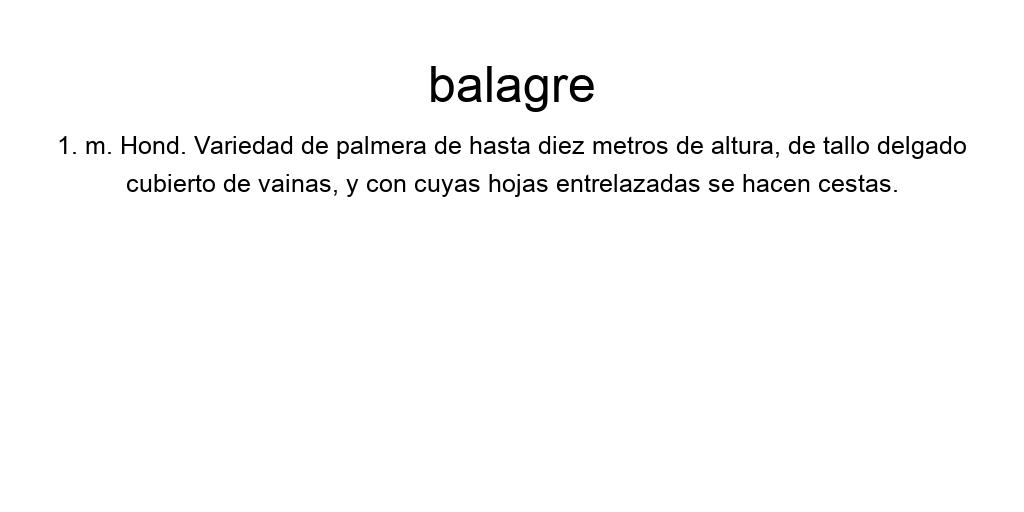 balagre
1. m. Hond. Variedad de palmera de hasta diez metros de altura, de tallo delgado
cubierto de vainas, y con cuyas hojas entrelazadas se hacen cestas.